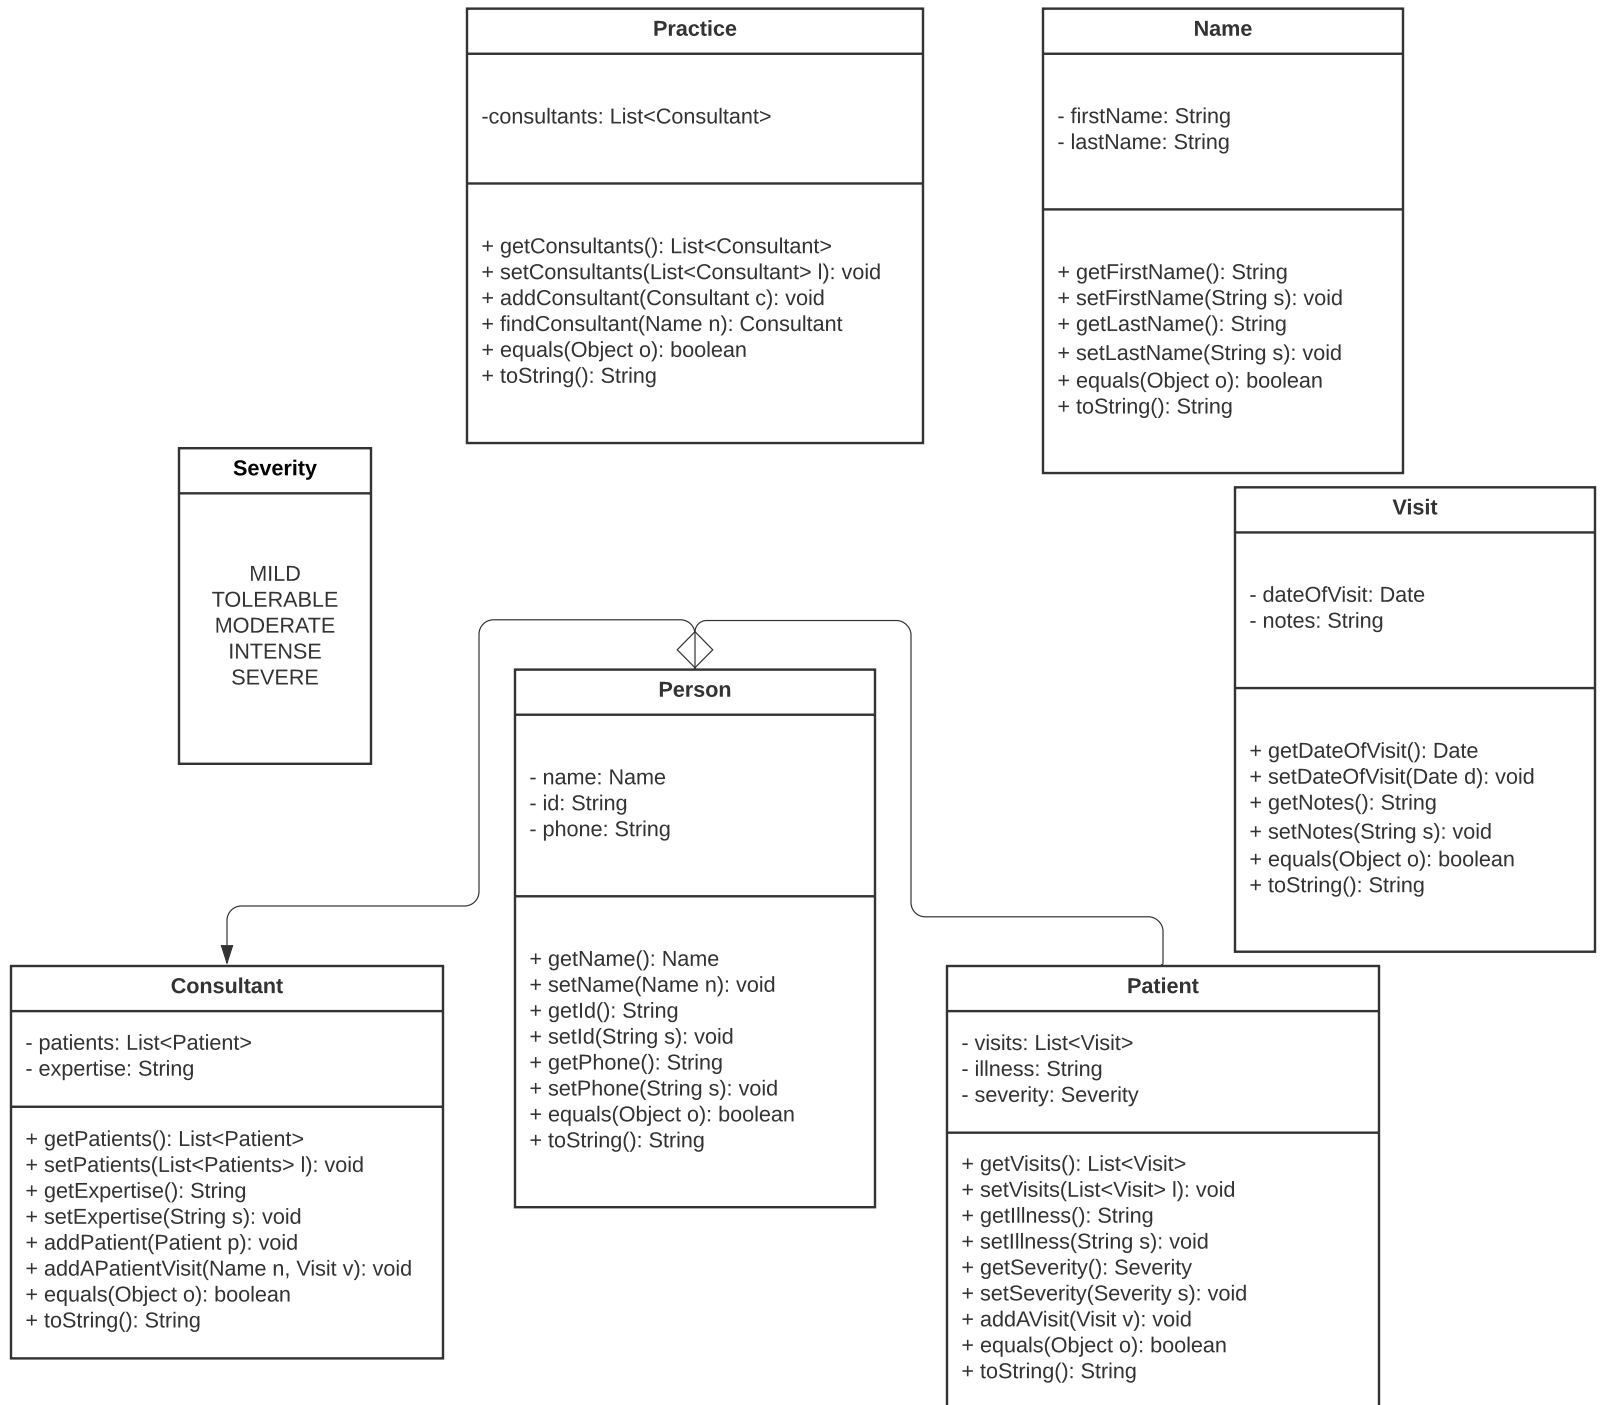 Practice
-consultants: List<Consultant>
+ getConsultants(): List<Consultant>
+ setConsultants(List<Consultant> l): void
+ addConsultant(Consultant c): void
+ findConsultant(Name n): Consultant
+ equals(Object o): boolean
+ toString(): String
Name
- firstName: String
- lastName: String
+ getFirstName(): String
+ setFirstName(String s): void
+ getLastName(): String
+ setLastName(String s): void
+ equals(Object o): boolean
+ toString(): String
Severity
MILD
TOLERABLE
MODERATE
INTENSE
SEVERE
Visit
- dateOfVisit: Date
- notes: String
+ getDateOfVisit(): Date
+ setDateOfVisit(Date d): void
+ getNotes(): String
+ setNotes(String s): void
+ equals(Object o): boolean
+ toString(): String
Person
- name: Name
- id: String
- phone: String
+ getName(): Name
+ setName(Name n): void
+ getId(): String
+ setId(String s): void
+ getPhone(): String
+ setPhone(String s): void
+ equals(Object o): boolean
+ toString(): String
Consultant
- patients: List<Patient>
- expertise: String
+ getPatients(): List<Patient>
+ setPatients(List<Patients> l): void
+ getExpertise(): String
+ setExpertise(String s): void
+ addPatient(Patient p): void
+ addAPatientVisit(Name n, Visit v): void
+ equals(Object o): boolean
+ toString(): String
Patient
- visits: List<Visit>
- illness: String
- severity: Severity
+ getVisits(): List<Visit>
+ setVisits(List<Visit> l): void
+ getIllness(): String
+ setIllness(String s): void
+ getSeverity(): Severity
+ setSeverity(Severity s): void
+ addAVisit(Visit v): void
+ equals(Object o): boolean
+ toString(): String